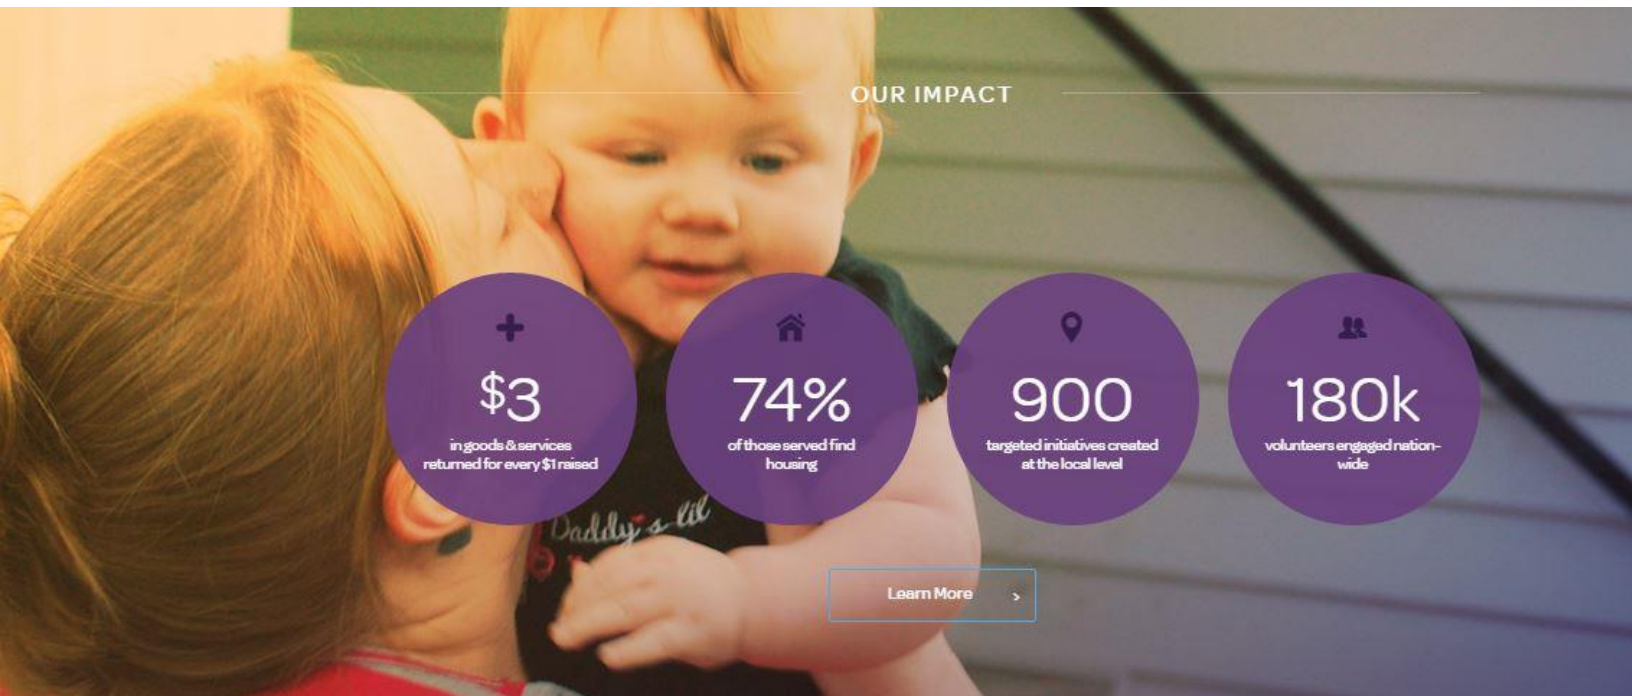 OUR IMPACT
$3
in goods & services
returned for every $1 raised
74%
of those served find
housing
900
targeted initiatives created
at the local level
180k
volunteers engaged nation-
wide
Daddy's lil
Learn More >